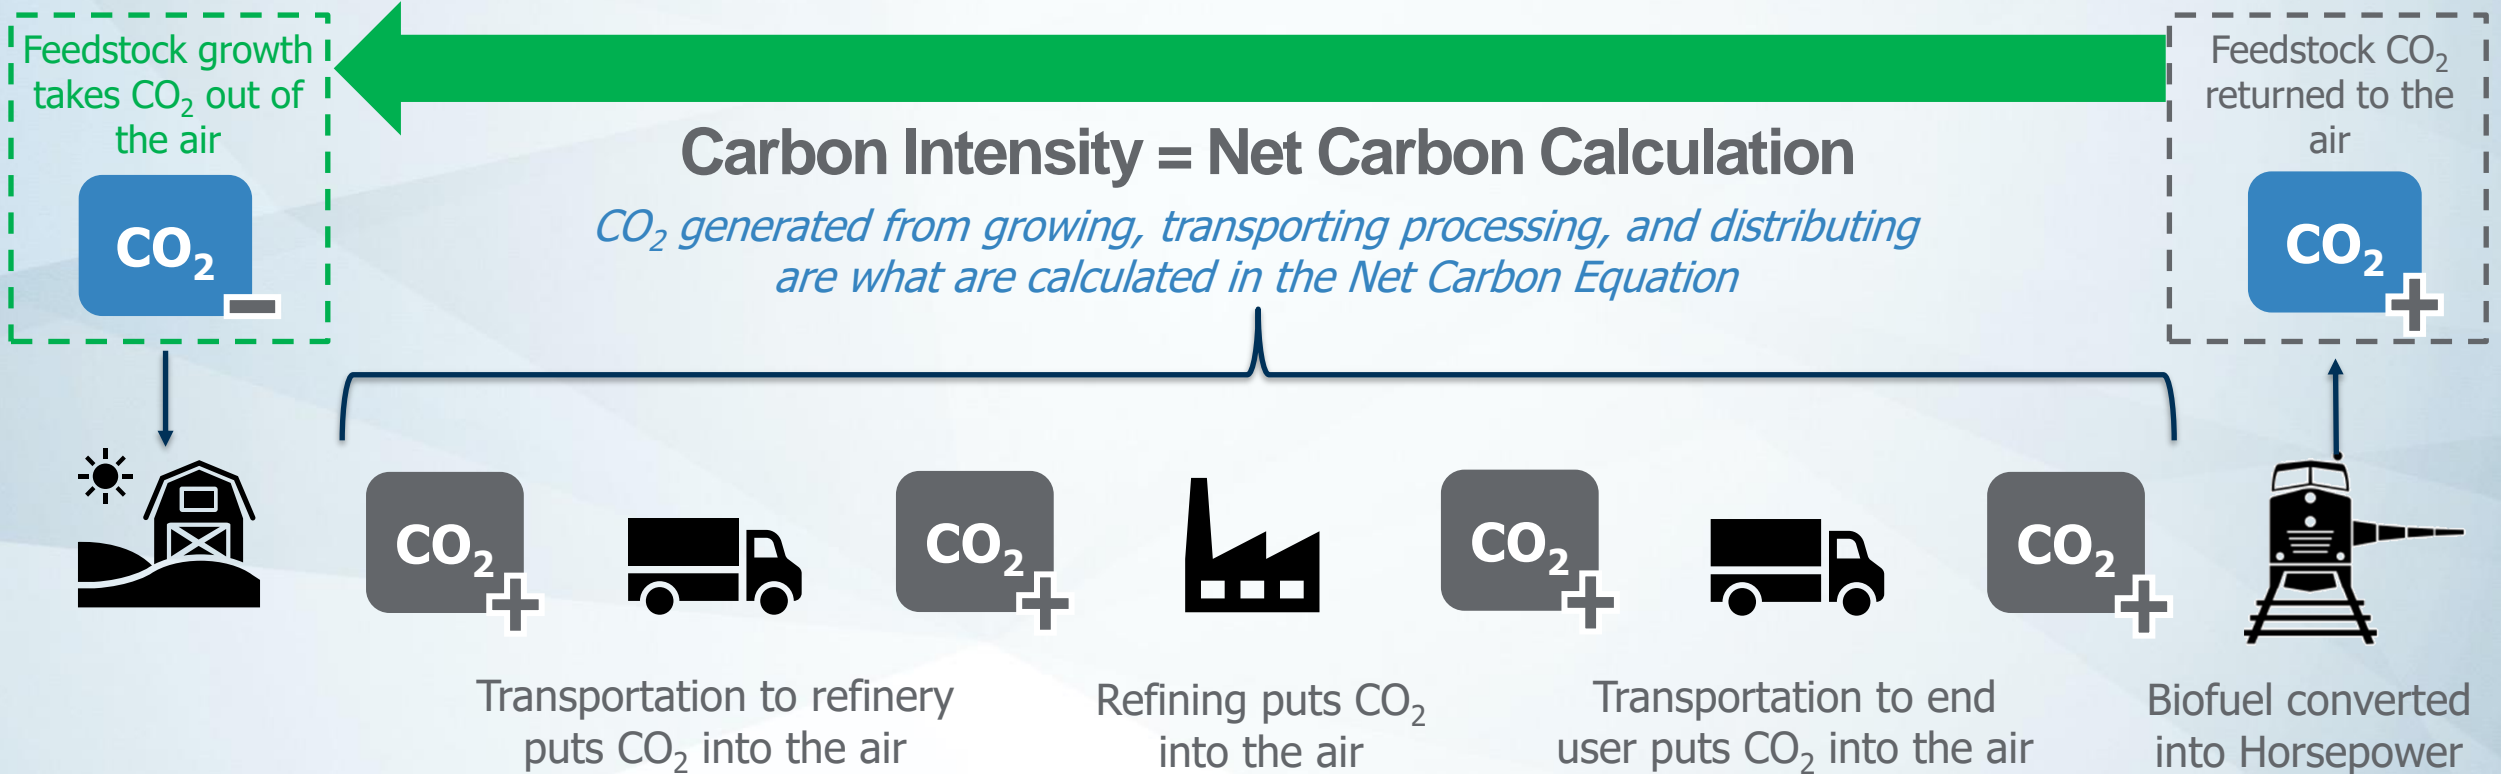 Feedstock growth
takes CO₂ out of
the air
CO₂
Carbon Intensity = Net Carbon Calculation
CO₂ generated from growing, transporting processing, and distributing
are what are calculated in the Net Carbon Equation
Feedstock CO₂
returned to the
air
CO₂
CO₂
CO₂
CO₂
CO₂
Transportation to refinery
puts CO₂ into the air
Refining puts CO₂
into the air
Transportation to end
user puts CO₂ into the air
Biofuel converted
into Horsepower